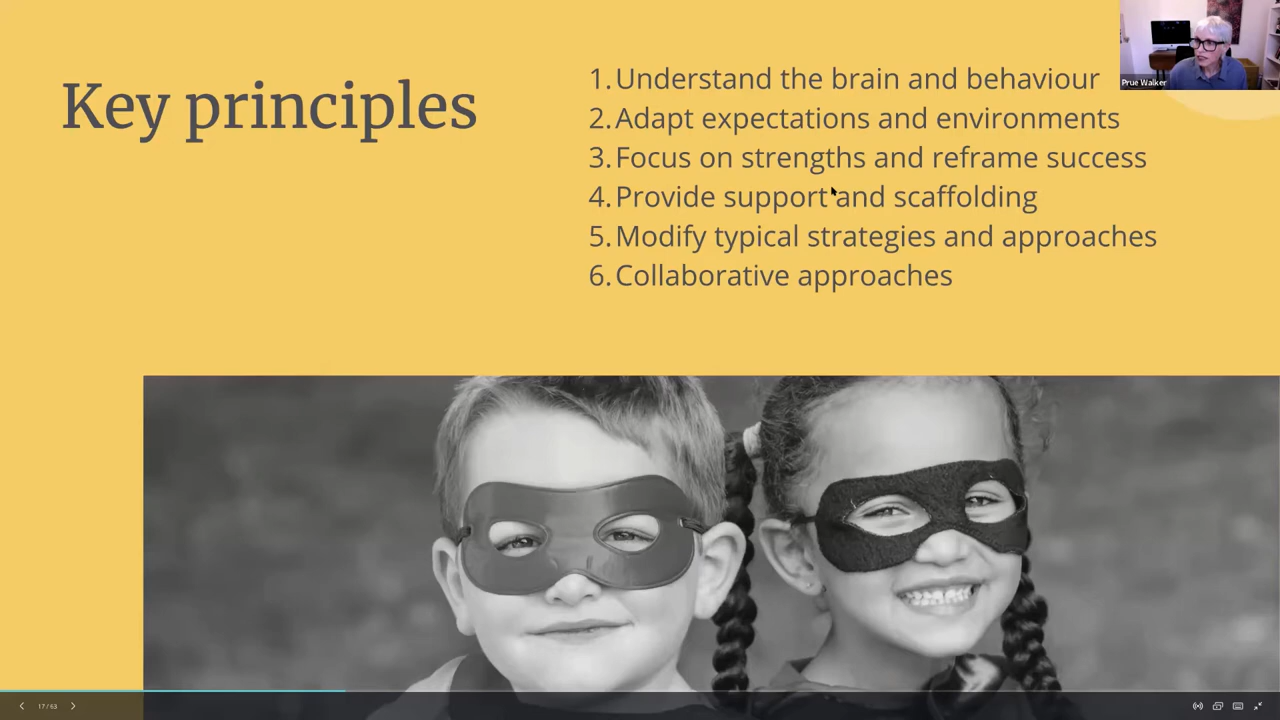 Key principles
1. Understand the brain and behaviour
2. Adapt expectations and environments
3. Focus on strengths and reframe success
4. Provide support and scaffolding
5. Modify typical strategies and approaches
6. Collaborative approaches
Prue Walker
17 / 63